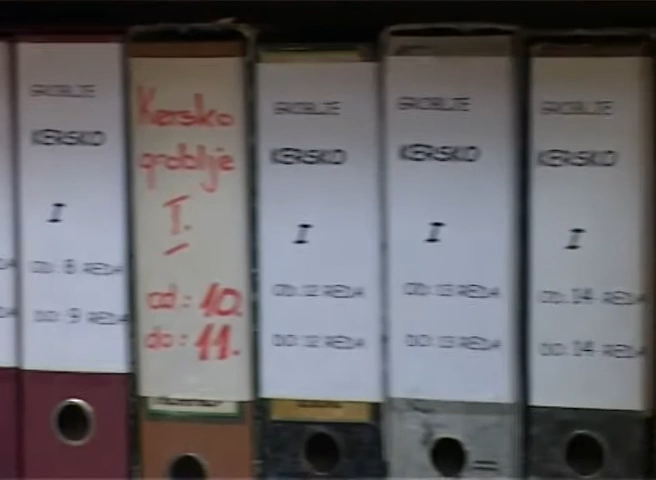 GROBLJE
KERSKO
I
OD: 8 REDA
DO: 9 REDA
Kersko
groblje
I.
od: 10.
do: 11.
GROBLJE
KERSKO
I
OD: 12 REDA
DO: 12 REDA
GROBLJE
KERSKO
I
OD: 13 REDA
DO: 13 REDA
GROBLJE
KERSKO
I
OD: 14 REDA
DO: 14 REDA